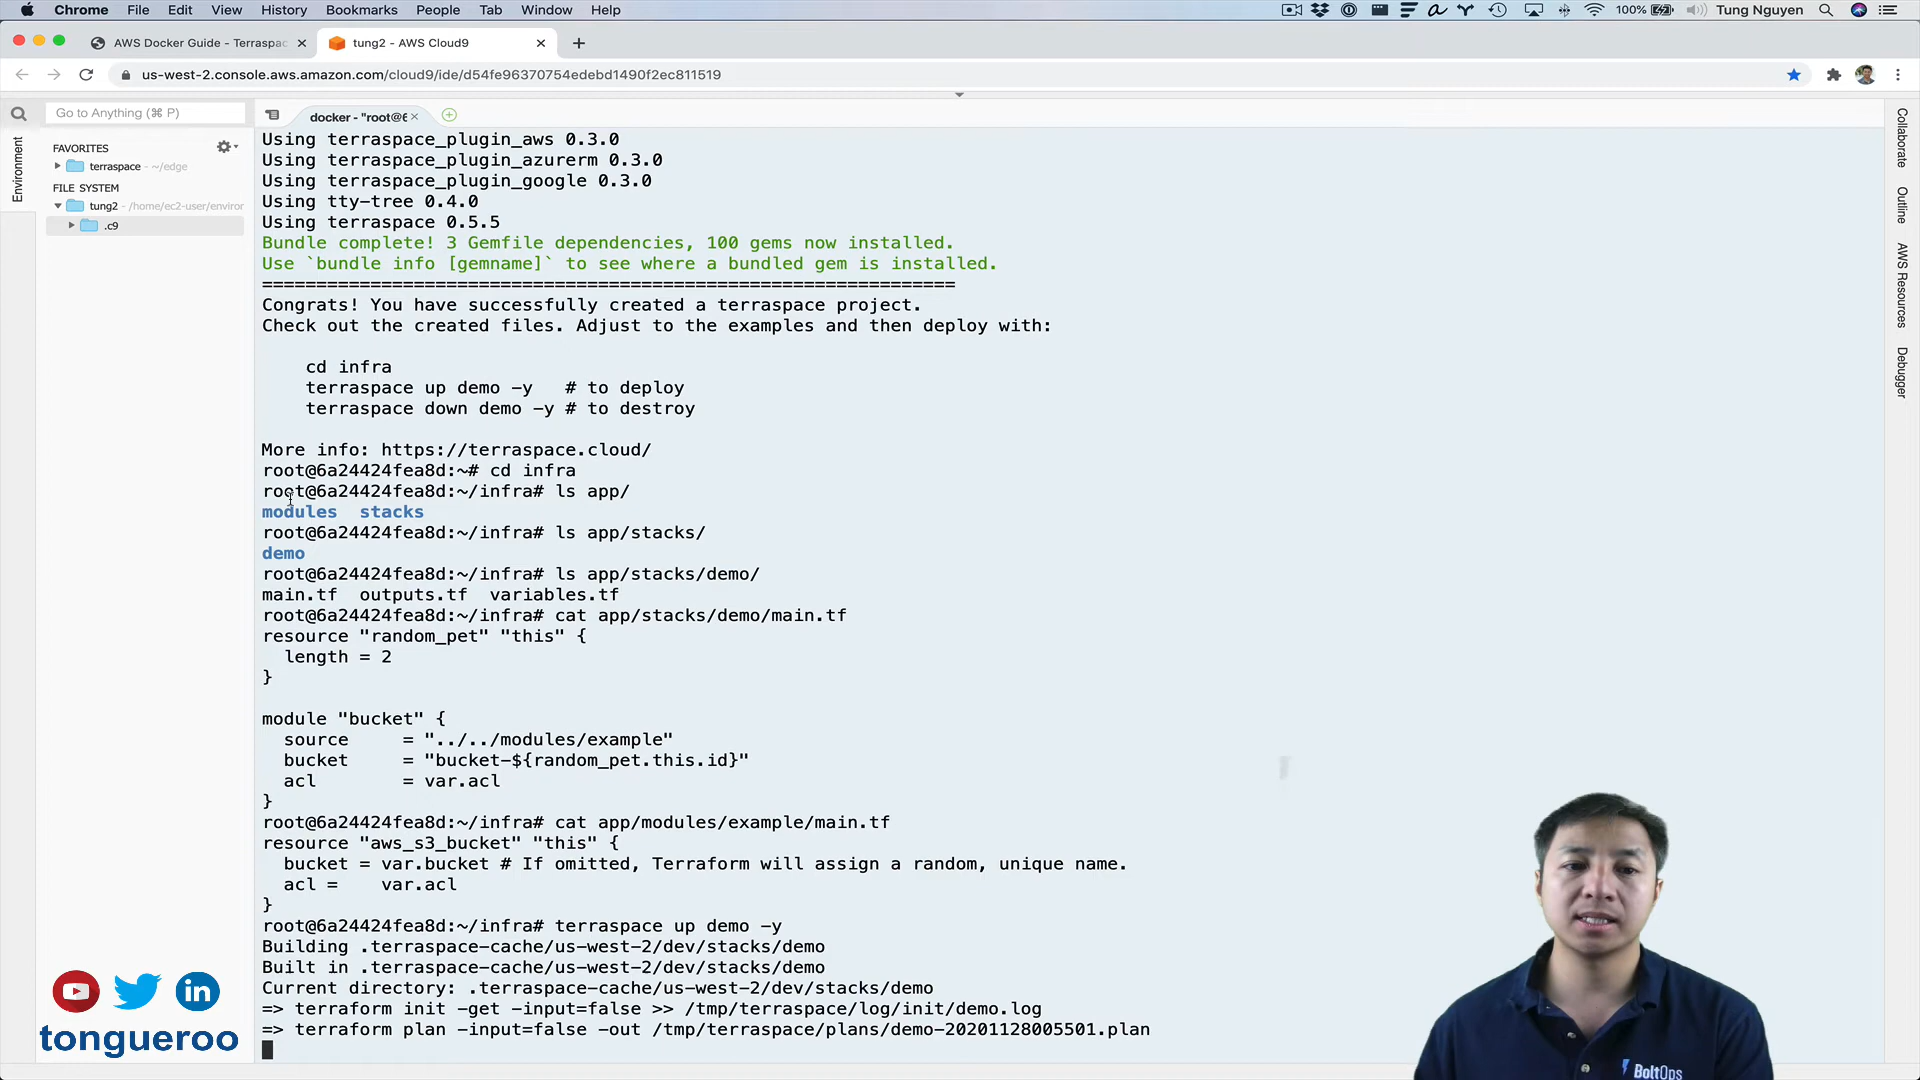 Chrome File Edit View History Bookmarks People Tab Window Help 100% Tung Nguyen
AWS Docker Guide - Terraspac
tung2 - AWS Cloud9
us-west-2.console.aws.amazon.com/cloud9/ide/d54fe96370754edebd1490f2ec811519
Go to Anything (⌘ P)
docker - "root@6
Environment
FAVORITES
terraspace - ~/edge
FILE SYSTEM
tung2 - /home/ec2-user/environ
.c9
Collaborate
Outline
AWS Resources
Debugger
Using terraspace_plugin_aws 0.3.0
Using terraspace_plugin_azurerm 0.3.0
Using terraspace_plugin_google 0.3.0
Using tty-tree 0.4.0
Using terraspace 0.5.5
Bundle complete! 3 Gemfile dependencies, 100 gems now installed.
Use `bundle info [gemname]` to see where a bundled gem is installed.
================================================================
Congrats! You have successfully created a terraspace project.
Check out the created files. Adjust to the examples and then deploy with:
cd infra
terraspace up demo -y # to deploy
terraspace down demo -y # to destroy
More info: https://terraspace.cloud/
root@6a24424fea8d:~# cd infra
root@6a24424fea8d:~/infra# ls app/
modules stacks
root@6a24424fea8d:~/infra# ls app/stacks/
demo
root@6a24424fea8d:~/infra# ls app/stacks/demo/
main.tf outputs.tf variables.tf
root@6a24424fea8d:~/infra# cat app/stacks/demo/main.tf
resource "random_pet" "this" {
length = 2
}
module "bucket" {
source = "../../modules/example"
bucket = "bucket-${random_pet.this.id}"
acl = var.acl
}
root@6a24424fea8d:~/infra# cat app/modules/example/main.tf
resource "aws_s3_bucket" "this" {
bucket = var.bucket # If omitted, Terraform will assign a random, unique name.
acl = var.acl
}
root@6a24424fea8d:~/infra# terraspace up demo -y
Building .terraspace-cache/us-west-2/dev/stacks/demo
Built in .terraspace-cache/us-west-2/dev/stacks/demo
Current directory: .terraspace-cache/us-west-2/dev/stacks/demo
=> terraform init -get -input=false >> /tmp/terraspace/log/init/demo.log
=> terraform plan -input=false -out /tmp/terraspace/plans/demo-20201128005501.plan
in
tongueroo
BoltOps